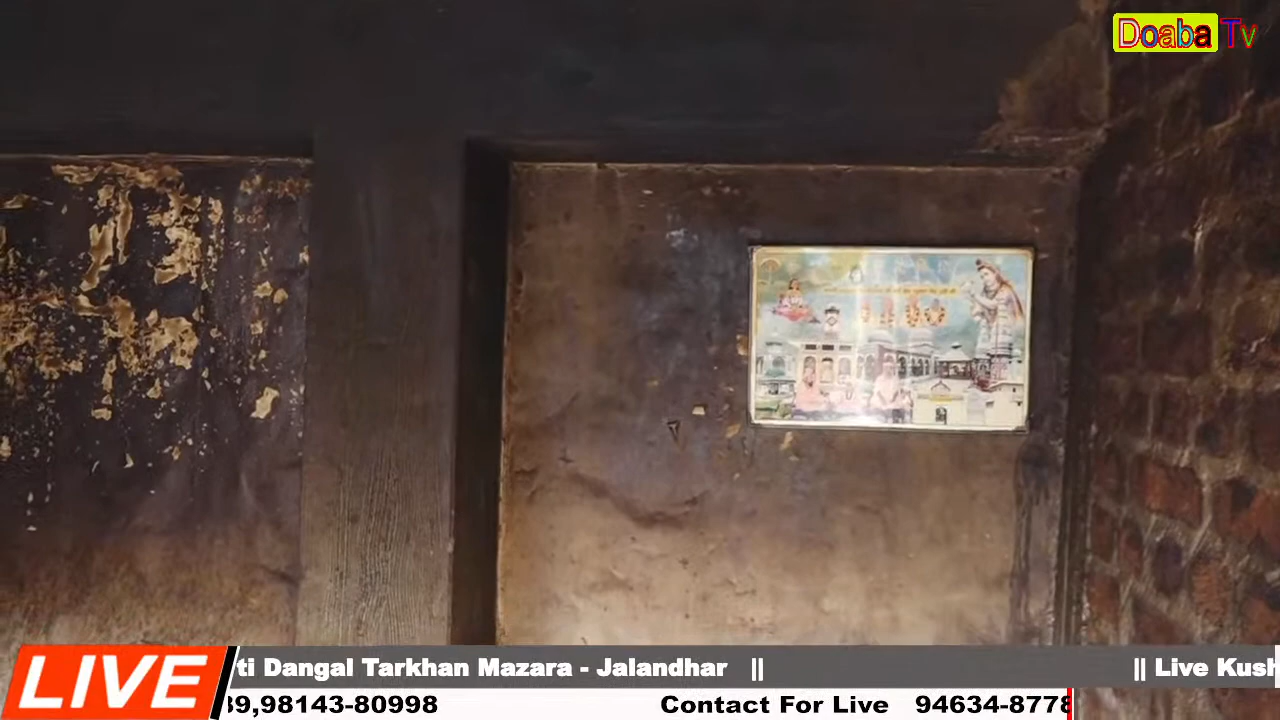 Doaba Tv
LIVE
ti Dangal Tarkhan Mazara - Jalandhar || || Live Kush
39,98143-80998 Contact For Live 94634-8778